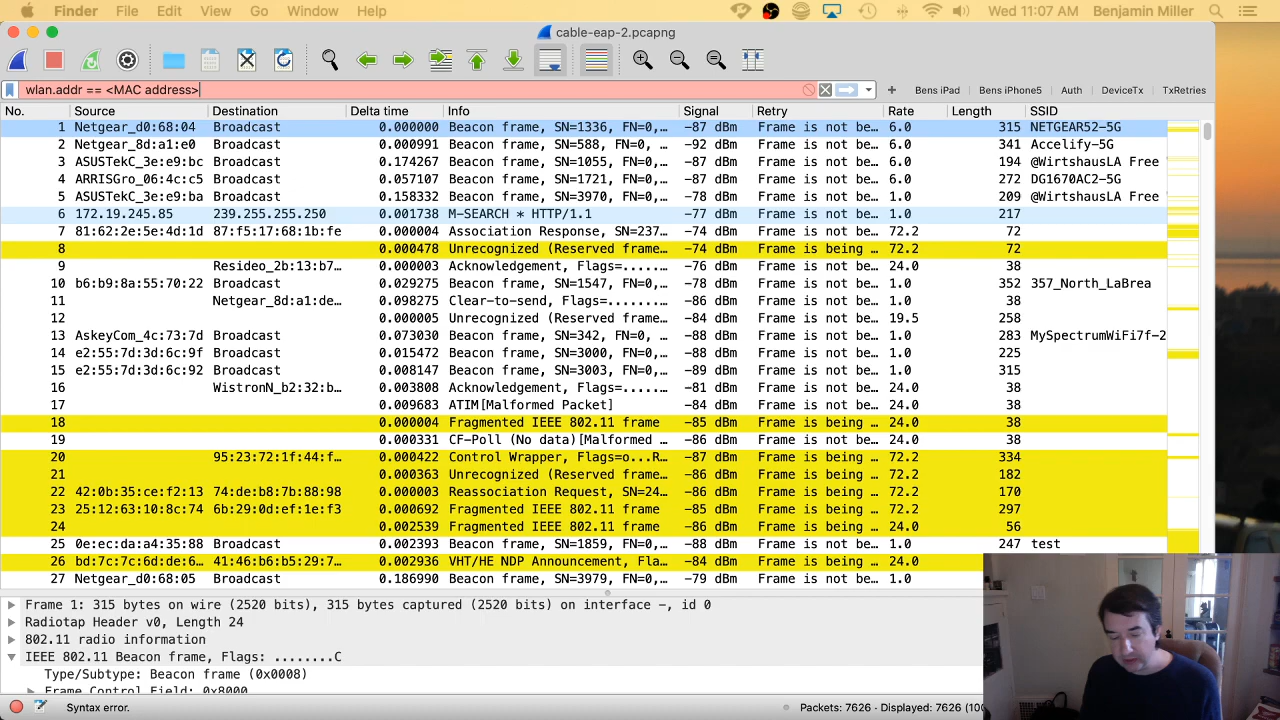 Finder File Edit View Go Window Help Wed 11:07 AM Benjamin Miller
cable-eap-2.pcapng
wlan.addr == <MAC address> Bens iPad Bens iPhone5 Auth DeviceTx TxRetries
No. Source Destination Delta time Info Signal Retry Rate Length SSID
1 Netgear_d0:68:04 Broadcast 0.000000 Beacon frame, SN=1336, FN=0,… -87 dBm Frame is not be… 6.0 315 NETGEAR52-5G
2 Netgear_8d:a1:e0 Broadcast 0.000991 Beacon frame, SN=588, FN=0,… -92 dBm Frame is not be… 6.0 341 Accelify-5G
3 ASUSTekC_3e:e9:bc Broadcast 0.174267 Beacon frame, SN=1055, FN=0,… -83 dBm Frame is not be… 6.0 194 @WirtshausLA Free
4 ARRISGro_06:4c:c5 Broadcast 0.057107 Beacon frame, SN=1721, FN=0,… -88 dBm Frame is not be… 6.0 272 DG1670AC2-5G
5 ASUSTekC_3e:e9:ba Broadcast 0.158332 Beacon frame, SN=3970, FN=0,… -78 dBm Frame is not be… 1.0 209 @WirtshausLA Free
6 172.19.245.85 239.255.255.250 0.001738 M-SEARCH * HTTP/1.1 -77 dBm Frame is not be… 1.0 217
7 81:62:2e:5e:4d:1d 87:f5:17:68:1b:fe 0.000004 Association Response, SN=237… -74 dBm Frame is not be… 72.2 72
8 0.000478 Unrecognized (Reserved frame… -74 dBm Frame is being … 72.2 72
9 Resideo_2b:13:b7… 0.000003 Acknowledgement, Flags=...... -76 dBm Frame is not be… 24.0 38
10 b6:b9:8a:55:70:22 Broadcast 0.029275 Beacon frame, SN=1547, FN=0,… -78 dBm Frame is not be… 1.0 352 357_North_LaBrea
11 Netgear_8d:a1:de… 0.098275 Clear-to-send, Flags=......… -86 dBm Frame is not be… 1.0 38
12 0.000005 Unrecognized (Reserved frame… -84 dBm Frame is not be… 19.5 258
13 AskeyCom_4c:73:7d Broadcast 0.073030 Beacon frame, SN=342, FN=0,… -88 dBm Frame is not be… 1.0 283 MySpectrumWiFi7f-2
14 e2:55:7d:3d:6c:9f Broadcast 0.015472 Beacon frame, SN=3000, FN=0,… -88 dBm Frame is not be… 1.0 225
15 e2:55:7d:3d:6c:92 Broadcast 0.008147 Beacon frame, SN=3003, FN=0,… -89 dBm Frame is not be… 1.0 315
16 WistronN_b2:32:b… 0.003808 Acknowledgement, Flags=....… -81 dBm Frame is not be… 24.0 38
17 0.009683 ATIM[Malformed Packet] -84 dBm Frame is not be… 24.0 38
18 0.000004 Fragmented IEEE 802.11 frame -85 dBm Frame is being … 24.0 38
19 0.000331 CF-Poll (No data)[Malformed … -84 dBm Frame is not be… 24.0 38
20 95:23:72:1f:44:f… 0.000422 Control Wrapper, Flags=o...R… -87 dBm Frame is being … 72.2 334
21 0.000363 Unrecognized (Reserved frame… -86 dBm Frame is being … 72.2 182
22 42:0b:35:ce:f2:13 74:de:b8:7b:88:98 0.000003 Reassociation Request, SN=24… -86 dBm Frame is being … 72.2 170
23 25:12:63:10:8c:74 6b:29:0d:ef:1e:f3 0.000692 Fragmented IEEE 802.11 frame -85 dBm Frame is being … 72.2 297
24 0.002539 Fragmented IEEE 802.11 frame -86 dBm Frame is being … 24.0 56
25 0e:ec:da:a4:35:88 Broadcast 0.002393 Beacon frame, SN=1859, FN=0,… -84 dBm Frame is not be… 1.0 247 test
26 bd:7c:7c:6d:de:6… 41:46:b6:b5:29:7… 0.002936 VHT/HE NDP Announcement, Fla… -84 dBm Frame is being … 24.0
27 Netgear_d0:68:05 Broadcast 0.186990 Beacon frame, SN=3979, FN=0,… -79 dBm Frame is not be… 1.0
Frame 1: 315 bytes on wire (2520 bits), 315 bytes captured (2520 bits) on interface -, id 0
Radiotap Header v0, Length 24
802.11 radio information
IEEE 802.11 Beacon frame, Flags: ........C
Type/Subtype: Beacon frame (0x0008)
Frame Control Field: 0x8000
Syntax error. Packets: 7626 · Displayed: 7626 (100